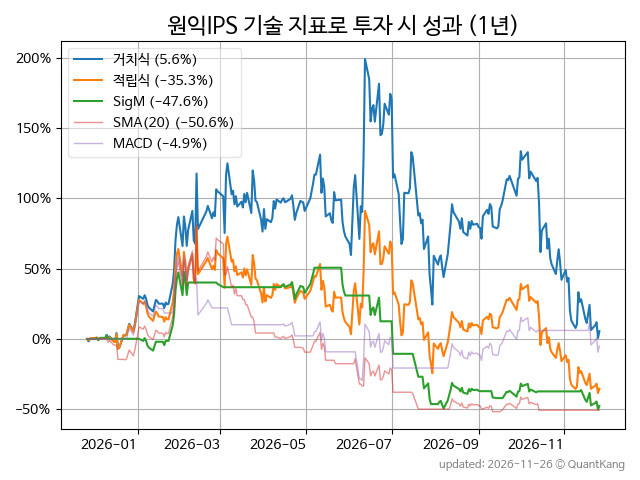 원익IPS 기술 지표로 투자 시 성과 (1년)
거치식 (5.6%)
적립식 (−35.3%)
SigM (−47.6%)
SMA(20) (−50.6%)
MACD (−4.9%)
200%
150%
100%
50%
0%
−50%
2026−01 2026−03 2026−05 2026−07 2026−09 2026−11
updated: 2026−11−26 © QuantKang